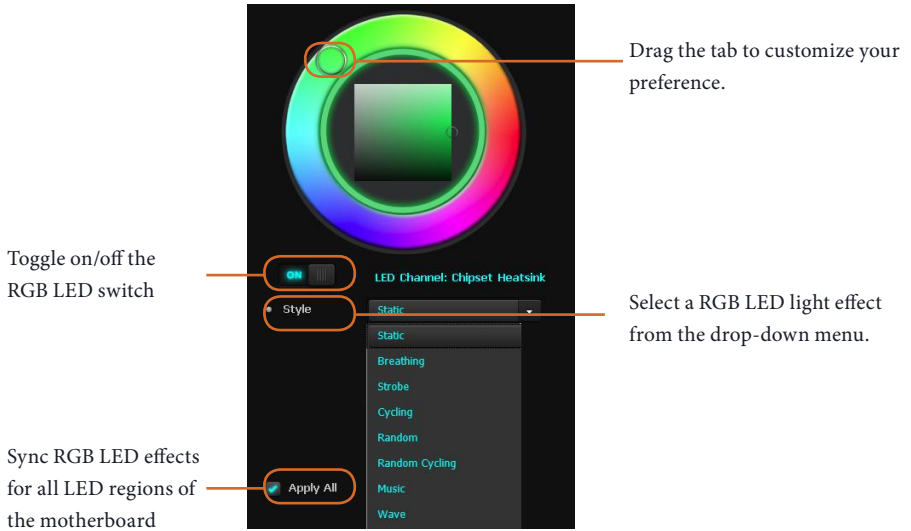 Drag the tab to customize your
preference.
Toggle on/off the
RGB LED switch
ON
LED Channel: Chipset Heatsink
Style
Static
Select a RGB LED light effect
from the drop-down menu.
Static
Breathing
Strobe
Cycling
Random
Random Cycling
Music
Wave
Sync RGB LED effects
for all LED regions of
the motherboard
Apply All